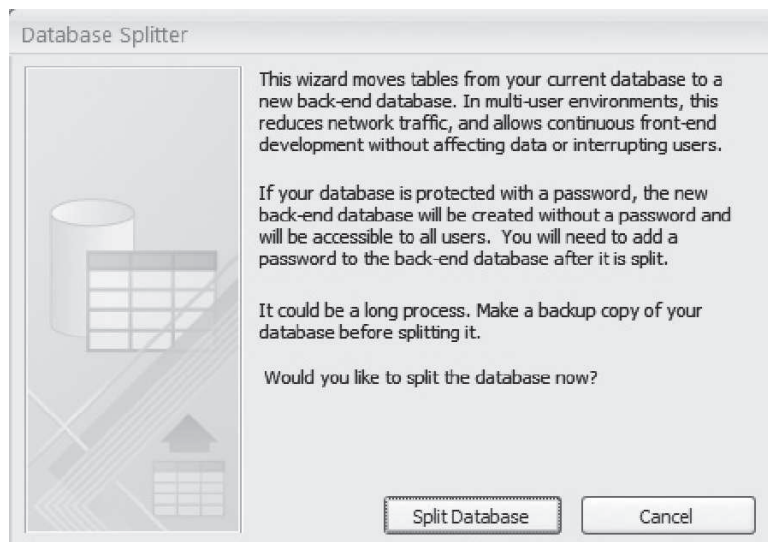 Database Splitter
This wizard moves tables from your current database to a
new back-end database. In multi-user environments, this
reduces network traffic, and allows continuous front-end
development without affecting data or interrupting users.
If your database is protected with a password, the new
back-end database will be created without a password and
will be accessible to all users. You will need to add a
password to the back-end database after it is split.
It could be a long process. Make a backup copy of your
database before splitting it.
Would you like to split the database now?
Split Database
Cancel